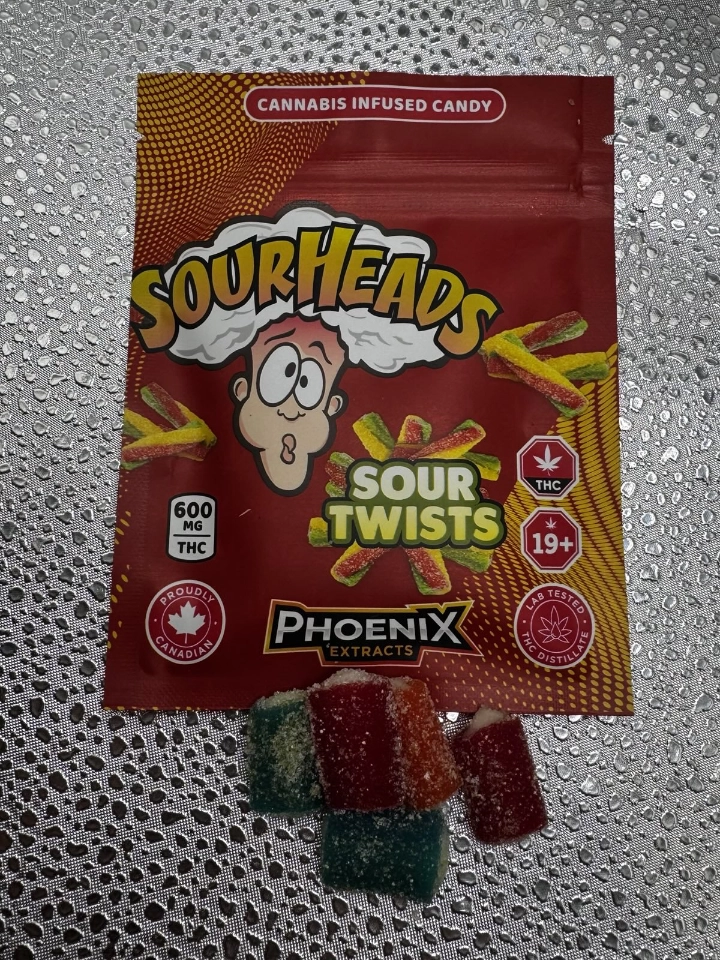 CANNABIS INFUSED CANDY
SOURHEADS
SOUR
TWISTS
THC
600
MG
THC
19+
PROUDLY
CANADIAN
PHOENIX
EXTRACTS
LAB TESTED
THC DISTILLATE